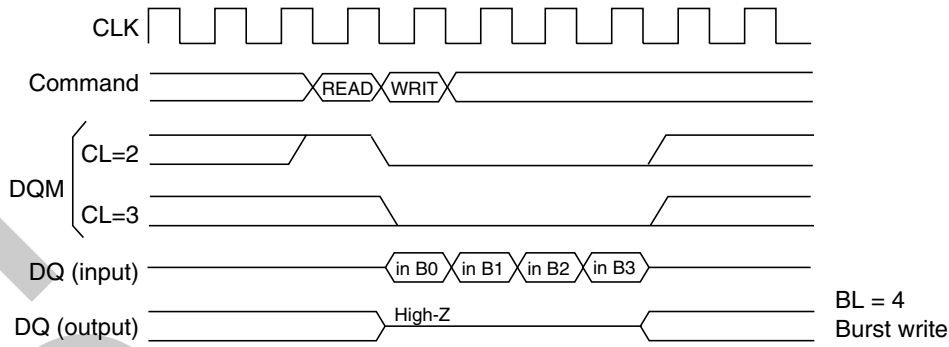 CLK
Command READ WRIT
DQM
CL=2
CL=3
DQ (input) in B0 in B1 in B2 in B3
DQ (output) High-Z
BL = 4
Burst write